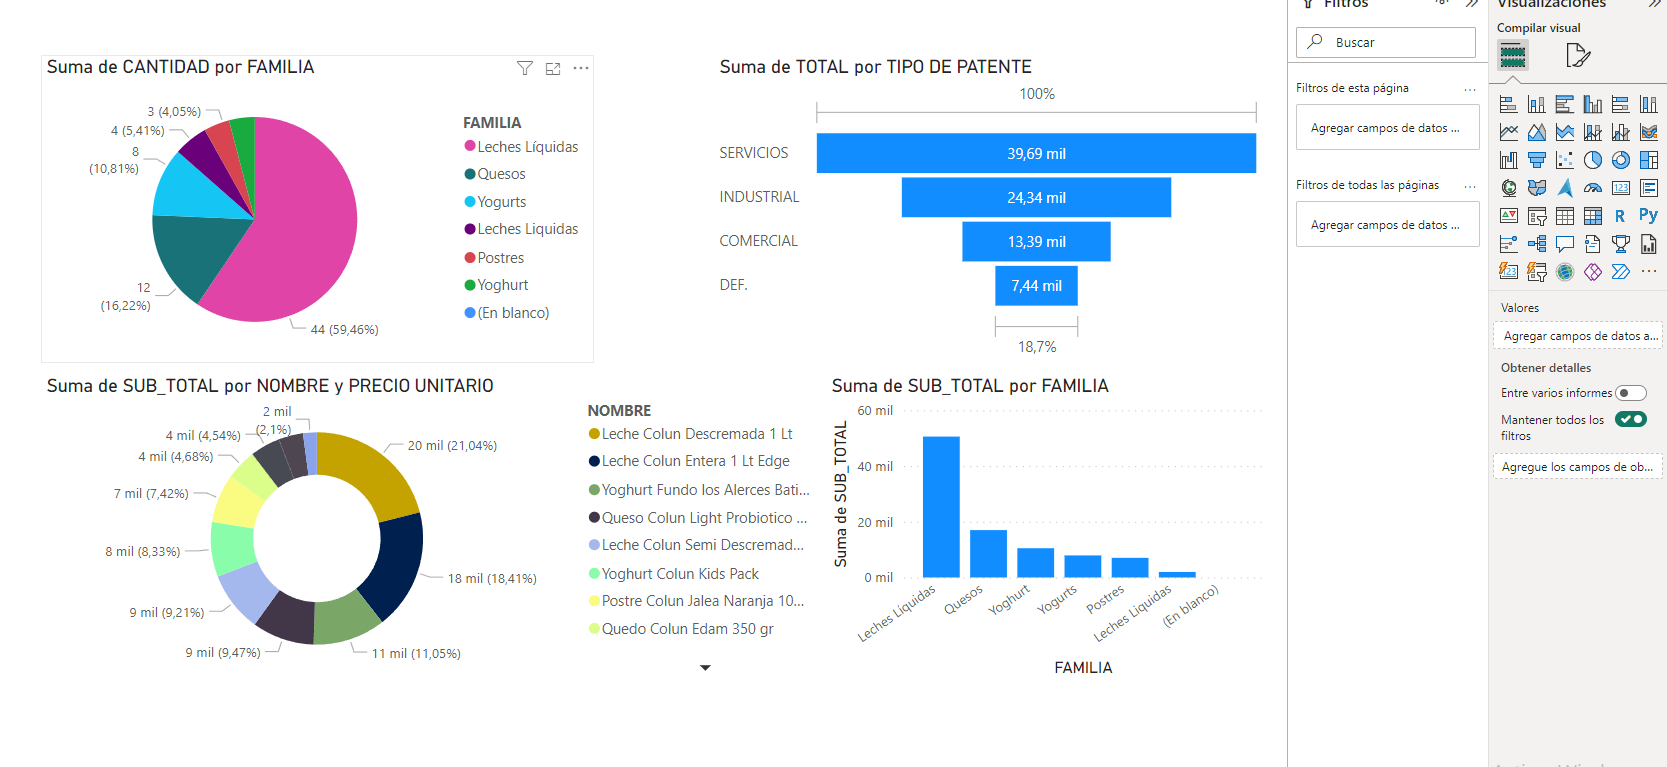 Suma de CANTIDAD por FAMILIA
3 (4,05%)
4 (5,41%)
8
(10,81%)
12
(16,22%)
44 (59,46%)
FAMILIA
Leches Líquidas
Quesos
Yogurts
Leches Liquidas
Postres
Yoghurt
(En blanco)
Suma de TOTAL por TIPO DE PATENTE
100%
SERVICIOS
39,69 mil
INDUSTRIAL
24,34 mil
COMERCIAL
13,39 mil
DEF.
7,44 mil
18,7%
Suma de SUB_TOTAL por NOMBRE y PRECIO UNITARIO
2 mil
(2,1%)
4 mil (4,54%)
4 mil (4,68%)
7 mil (7,42%)
8 mil (8,33%)
9 mil (9,21%)
9 mil (9,47%)
11 mil (11,05%)
18 mil (18,41%)
20 mil (21,04%)
NOMBRE
Leche Colun Descremada 1 Lt
Leche Colun Entera 1 Lt Edge
Yoghurt Fundo los Alerces Bati...
Queso Colun Light Probiotico ...
Leche Colun Semi Descremad...
Yoghurt Colun Kids Pack
Postre Colun Jalea Naranja 10...
Quedo Colun Edam 350 gr
Suma de SUB_TOTAL por FAMILIA
Suma de SUB_TOTAL
60 mil
40 mil
20 mil
0 mil
Leches Líquidas
Quesos
Yoghurt
Yogurts
Postres
Leches Liquidas
(En blanco)
FAMILIA
Filtros
Buscar
Filtros de esta página
...
Agregar campos de datos ...
Filtros de todas las páginas
...
Agregar campos de datos ...
Visualizaciones
Compilar visual
123
R
Py
123
...
Valores
Agregar campos de datos a...
Obtener detalles
Entre varios informes
Mantener todos los
filtros
Agregue los campos de ob...